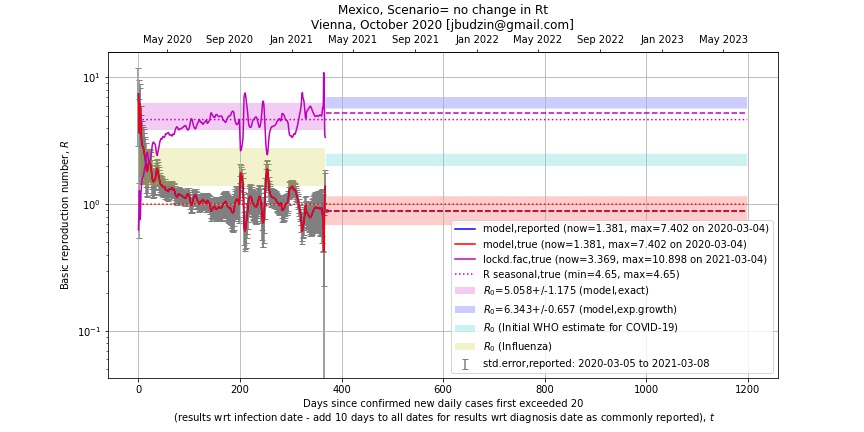 Mexico, Scenario= no change in Rt
Vienna, October 2020 [jbudzin@gmail.com]
May 2020 Sep 2020 Jan 2021 May 2021 Sep 2021 Jan 2022 May 2022 Sep 2022 Jan 2023 May 2023
10¹
10⁰
10⁻¹
Basic reproduction number, R
model,reported (now=1.381, max=7.402 on 2020-03-04)
model,true (now=1.381, max=7.402 on 2020-03-04)
lockd.fac,true (now=3.369, max=10.898 on 2021-03-04)
R seasonal,true (min=4.65, max=4.65)
R₀=5.058+/-1.175 (model,exact)
R₀=6.343+/-0.657 (model,exp.growth)
R₀ (Initial WHO estimate for COVID-19)
R₀ (Influenza)
std.error,reported: 2020-03-05 to 2021-03-08
0 200 400 600 800 1000 1200
Days since confirmed new daily cases first exceeded 20
(results wrt infection date - add 10 days to all dates for results wrt diagnosis date as commonly reported), t